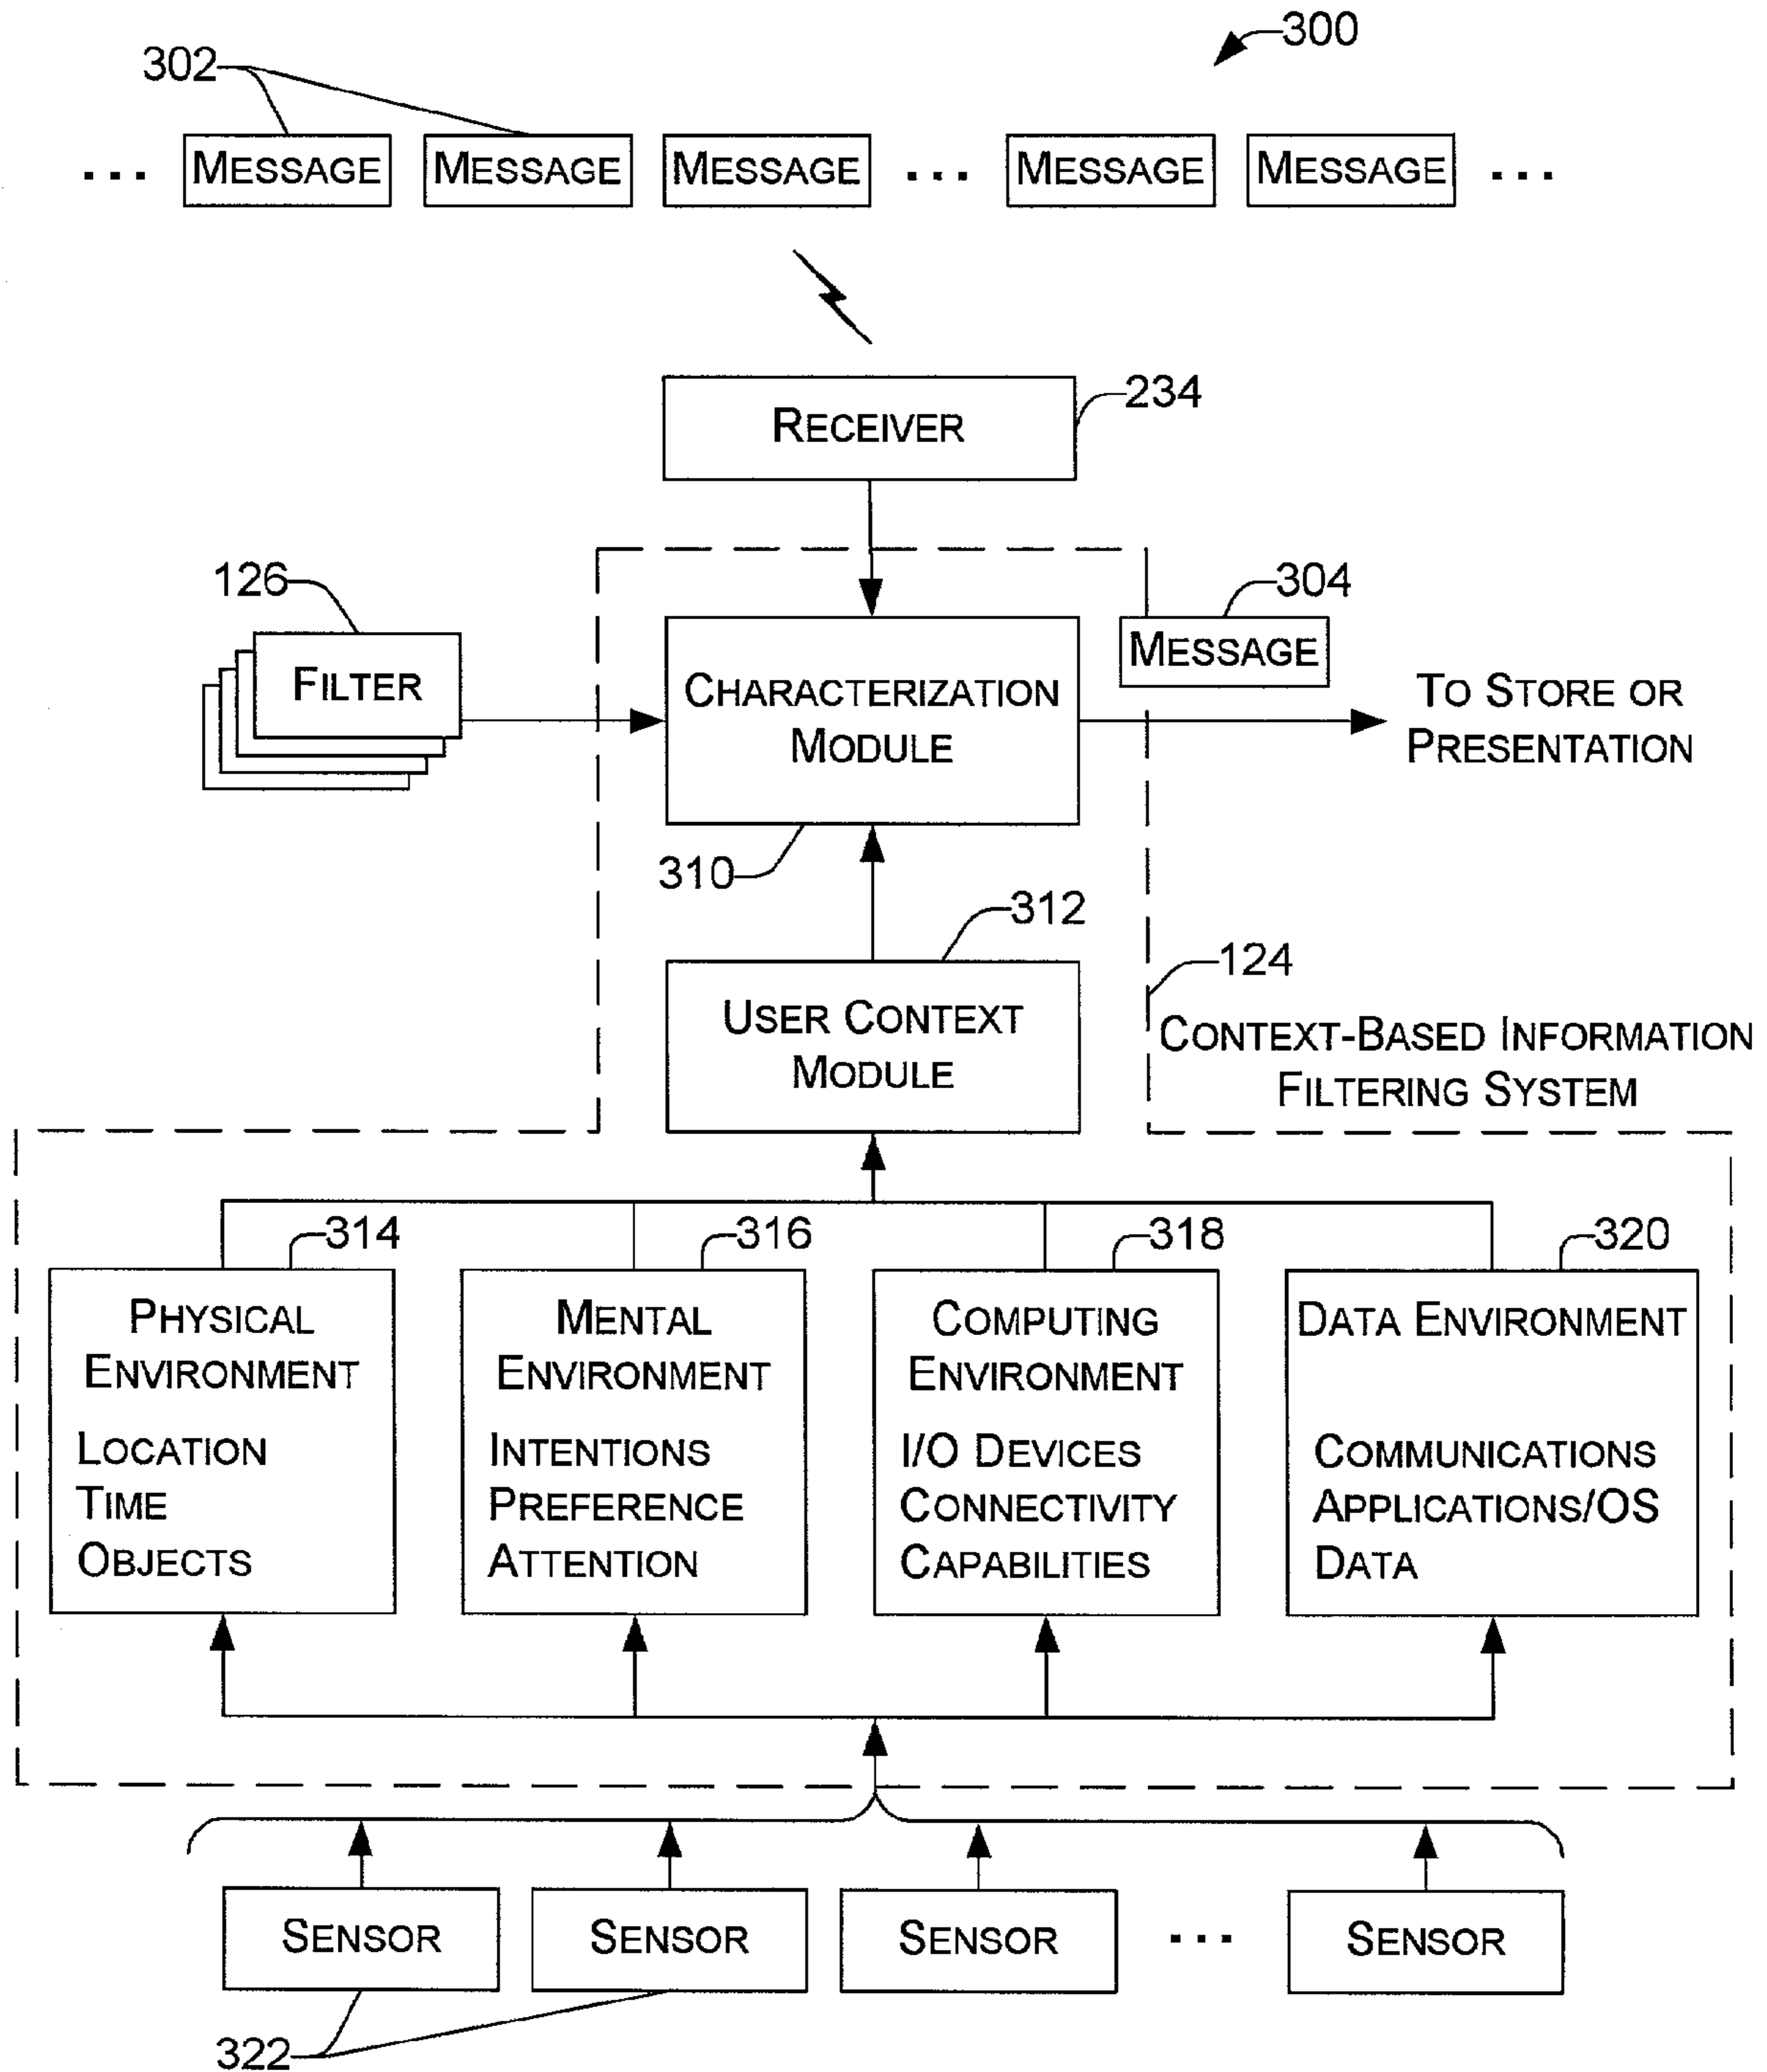 300
302
... MESSAGE MESSAGE MESSAGE ... MESSAGE MESSAGE ...
234
RECEIVER
126
304
FILTER
MESSAGE
CHARACTERIZATION
MODULE
TO STORE OR
PRESENTATION
310
312
124
USER CONTEXT
MODULE
CONTEXT-BASED INFORMATION
FILTERING SYSTEM
314
316
318
320
PHYSICAL
ENVIRONMENT
LOCATION
TIME
OBJECTS
MENTAL
ENVIRONMENT
INTENTIONS
PREFERENCE
ATTENTION
COMPUTING
ENVIRONMENT
I/O DEVICES
CONNECTIVITY
CAPABILITIES
DATA ENVIRONMENT
COMMUNICATIONS
APPLICATIONS/OS
DATA
SENSOR SENSOR SENSOR ... SENSOR
322